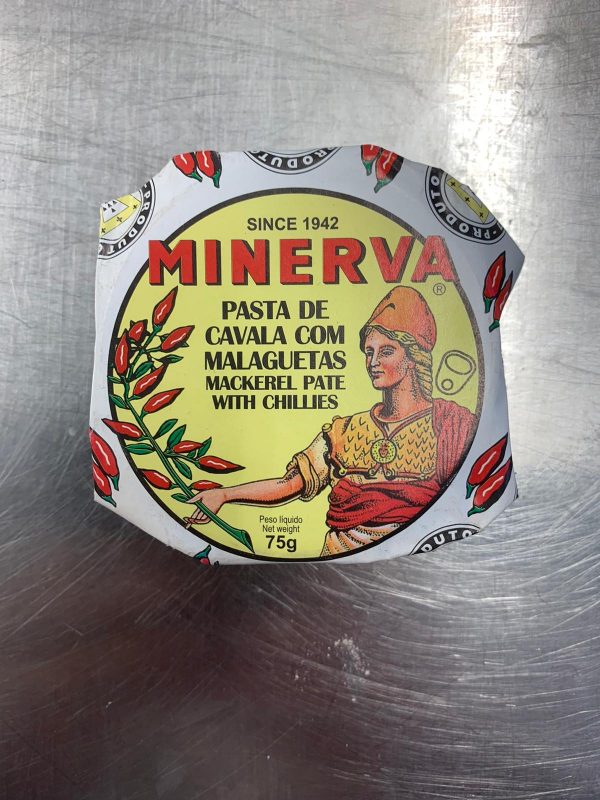 SINCE 1942
MINERVA
®
PASTA DE
CAVALA COM
MALAGUETAS
MACKEREL PATE
WITH CHILLIES
Peso líquido
Net weight
75g